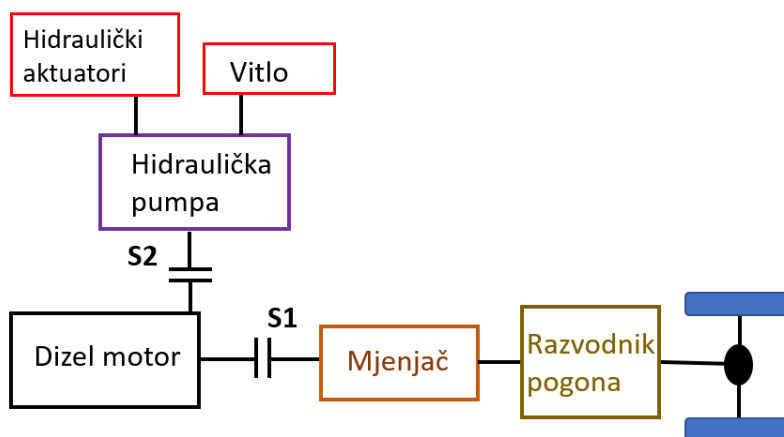 Hidraulički
aktuatori
Vitlo
Hidraulička
pumpa
S2
S1
Dizel motor
Mjenjač
Razvodnik
pogona